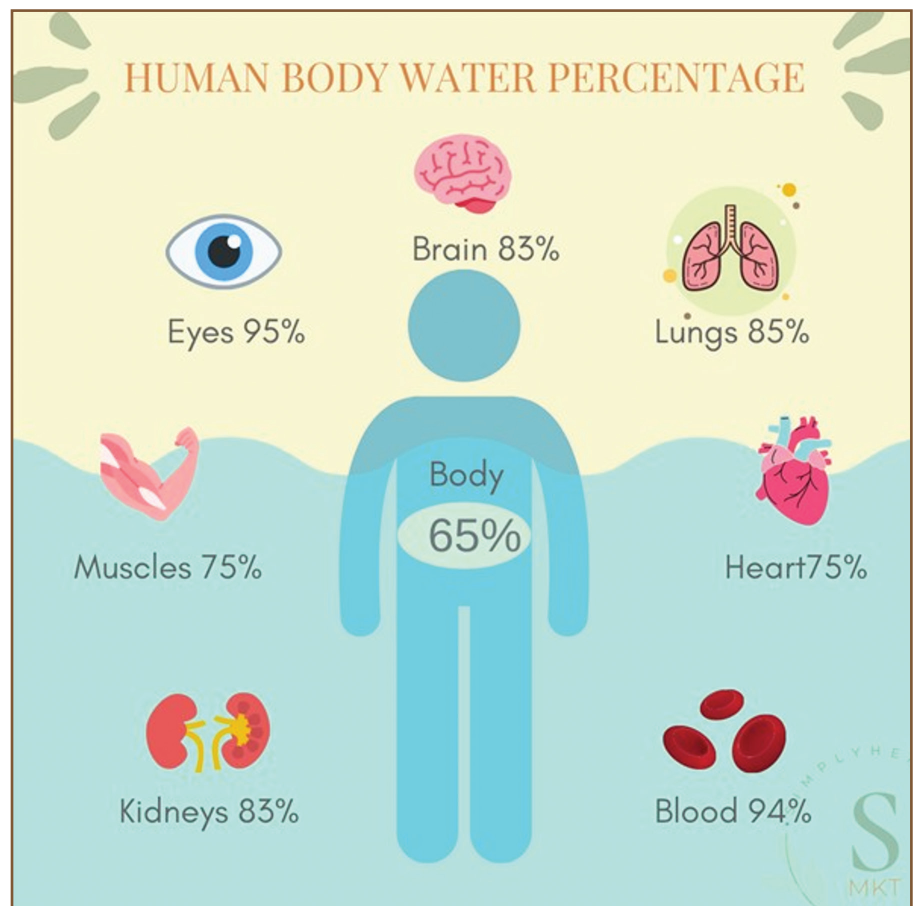 HUMAN BODY WATER PERCENTAGE
Brain 83%
Eyes 95%
Lungs 85%
Body
65%
Muscles 75%
Heart75%
Kidneys 83%
Blood 94%
S
MKT